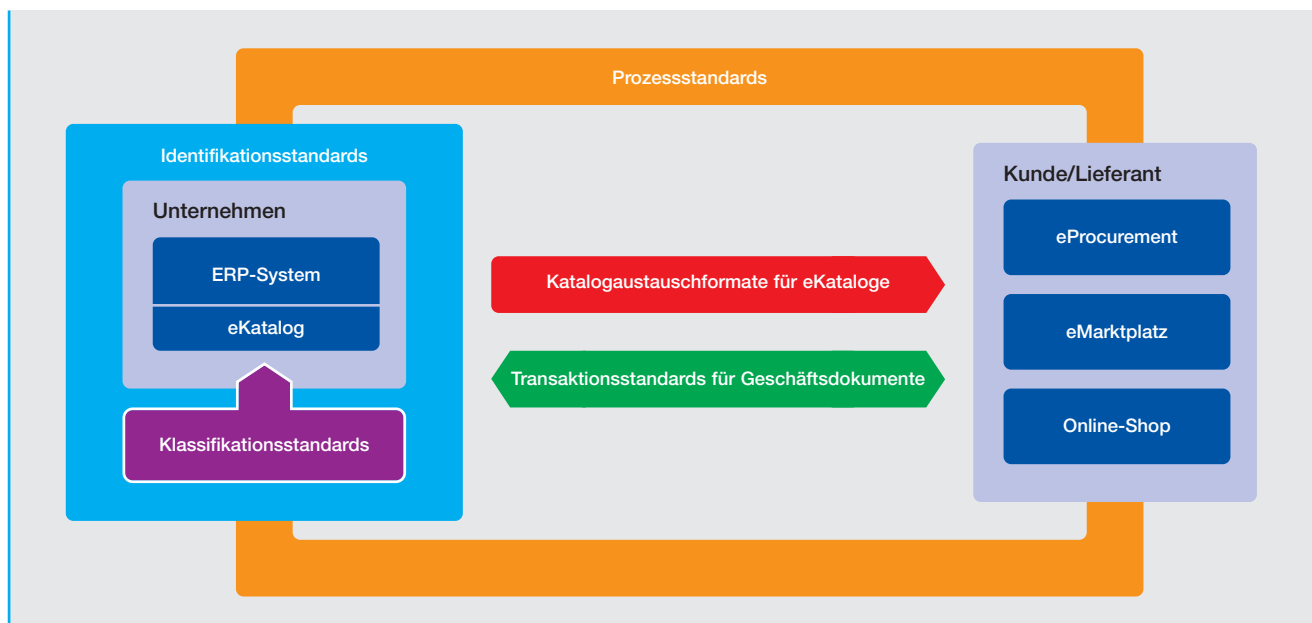 Prozessstandards
Identifikationsstandards
Unternehmen
ERP-System
eKatalog
Klassifikationsstandards
Katalogaustauschformate für eKataloge
Transaktionsstandards für Geschäftsdokumente
Kunde/Lieferant
eProcurement
eMarktplatz
Online-Shop